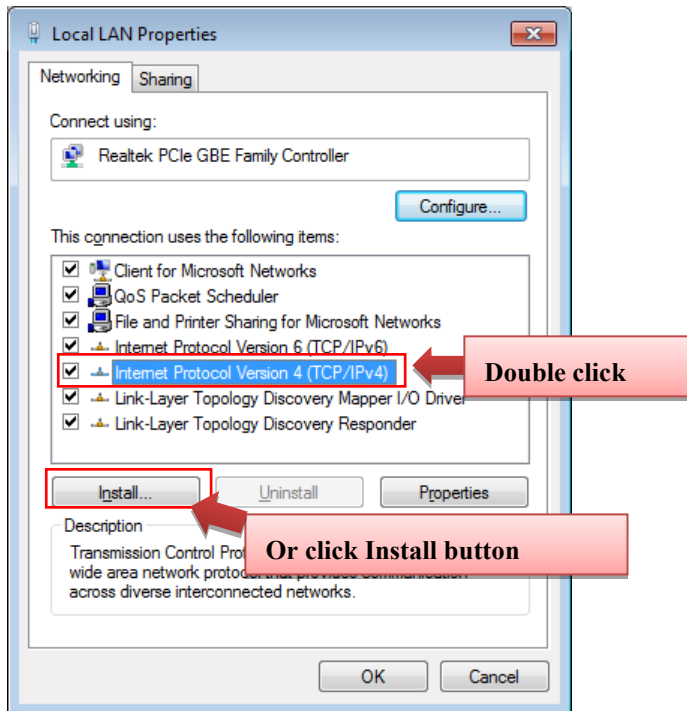 Local LAN Properties
Networking
Sharing
Connect using:
Realtek PCIe GBE Family Controller
Configure...
This connection uses the following items:
Client for Microsoft Networks
QoS Packet Scheduler
File and Printer Sharing for Microsoft Networks
Internet Protocol Version 6 (TCP/IPv6)
Internet Protocol Version 4 (TCP/IPv4)
Double click
Link-Layer Topology Discovery Mapper I/O Driver
Link-Layer Topology Discovery Responder
Install...
Uninstall
Properties
Description
Transmission Control
Or click Install button
wide area network protocol that provides communication
across diverse interconnected networks.
OK
Cancel